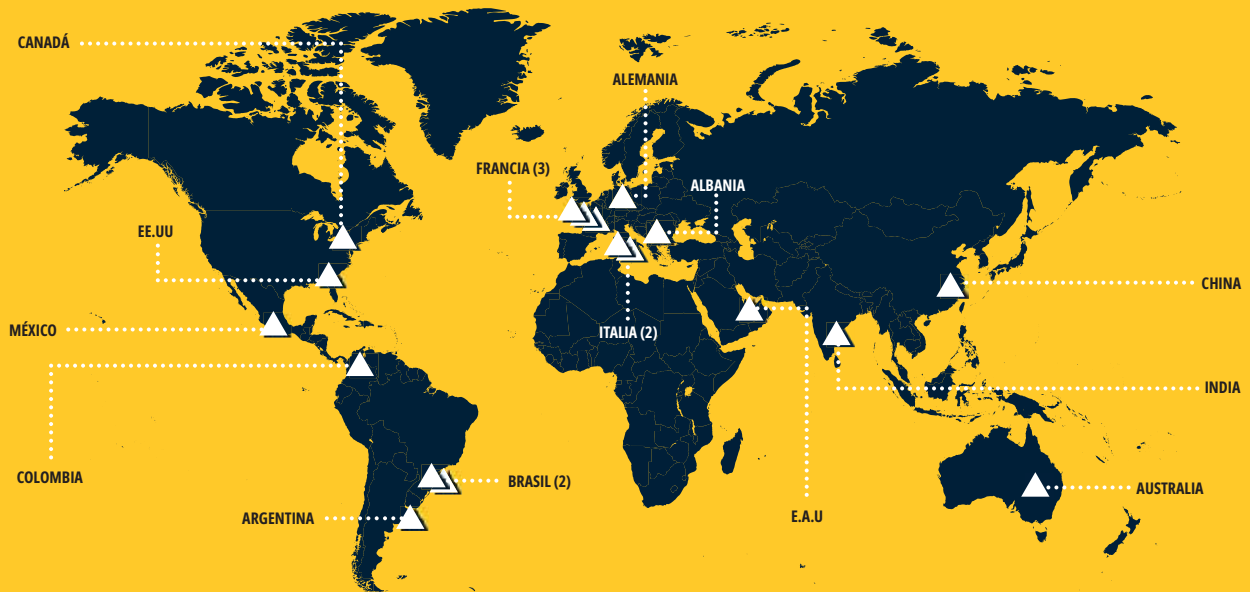 CANADÁ
ALEMANIA
FRANCIA (3)
ALBANIA
EE.UU
CHINA
MÉXICO
ITALIA (2)
INDIA
COLOMBIA
BRASIL (2)
AUSTRALIA
ARGENTINA
E.A.U